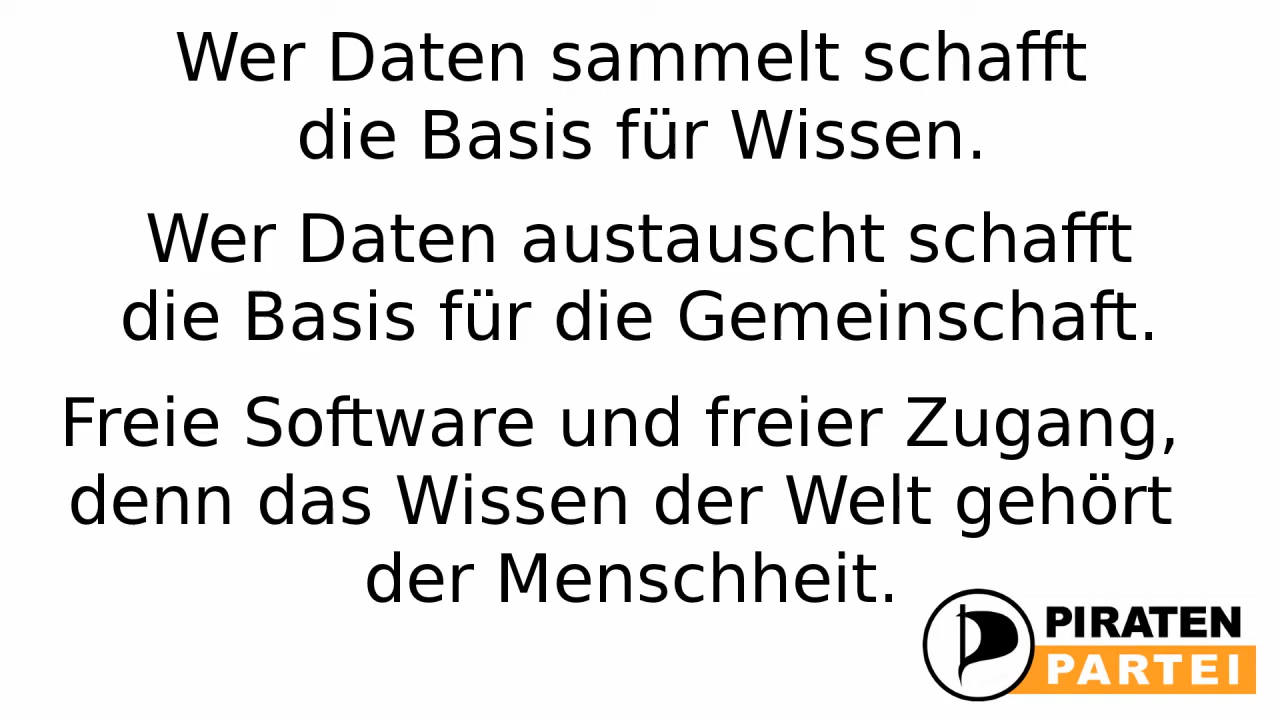 Wer Daten sammelt schafft
die Basis für Wissen.
Wer Daten austauscht schafft
die Basis für die Gemeinschaft.
Freie Software und freier Zugang,
denn das Wissen der Welt gehört
der Menschheit.
PIRATEN
PARTEI